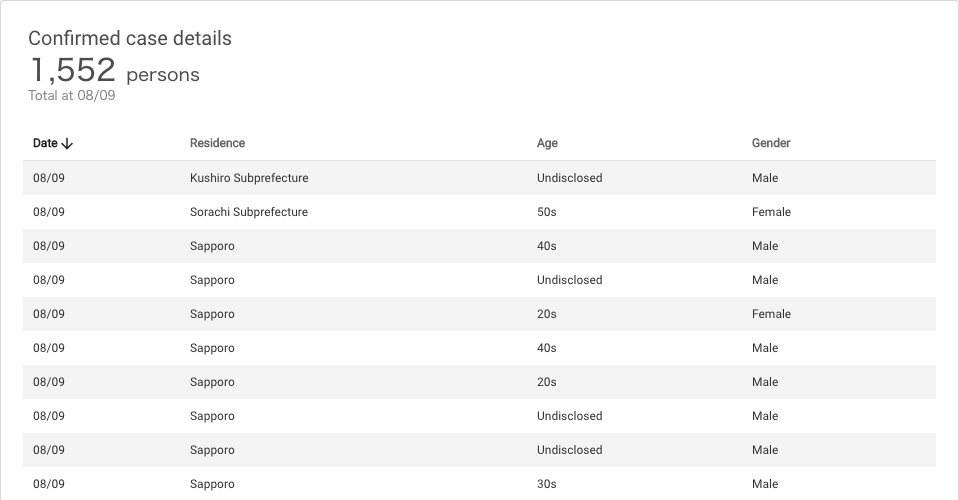 Confirmed case details
1,552 persons
Total at 08/09
Date Residence Age Gender
08/09 Kushiro Subprefecture Undisclosed Male
08/09 Sorachi Subprefecture 50s Female
08/09 Sapporo 40s Male
08/09 Sapporo Undisclosed Male
08/09 Sapporo 20s Female
08/09 Sapporo 40s Male
08/09 Sapporo 20s Male
08/09 Sapporo Undisclosed Male
08/09 Sapporo Undisclosed Male
08/09 Sapporo 30s Male